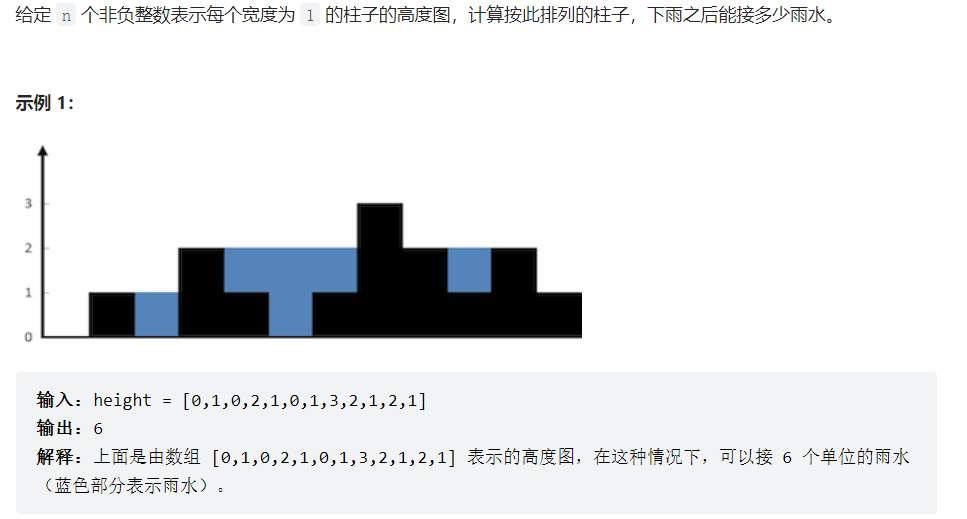 给定 n 个非负整数表示每个宽度为 1 的柱子的高度图，计算按此排列的柱子，下雨之后能接多少雨水。
示例 1：
3
2
1
0
输入：height = [0,1,0,2,1,0,1,3,2,1,2,1]
输出：6
解释：上面是由数组 [0,1,0,2,1,0,1,3,2,1,2,1] 表示的高度图，在这种情况下，可以接 6 个单位的雨水
（蓝色部分表示雨水）。